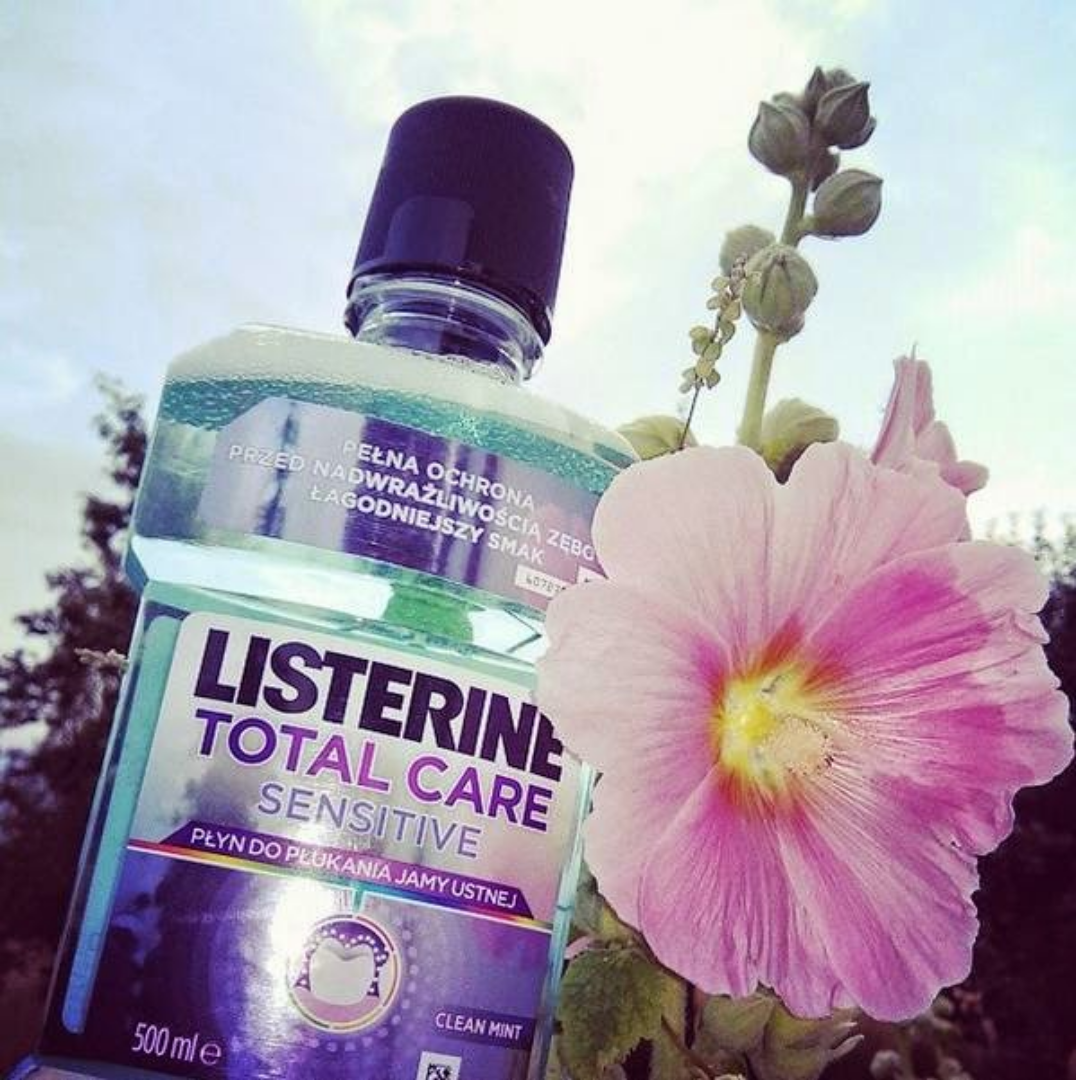 PEŁNA OCHRONA
PRZED NADWRAŻLIWOŚCIĄ ZĘBÓ
ŁAGODNIEJSZY SMAK
LISTERINE
TOTAL CARE
SENSITIVE
PŁYN DO PŁUKANIA JAMY USTNEJ
CLEAN MINT
500 ml e